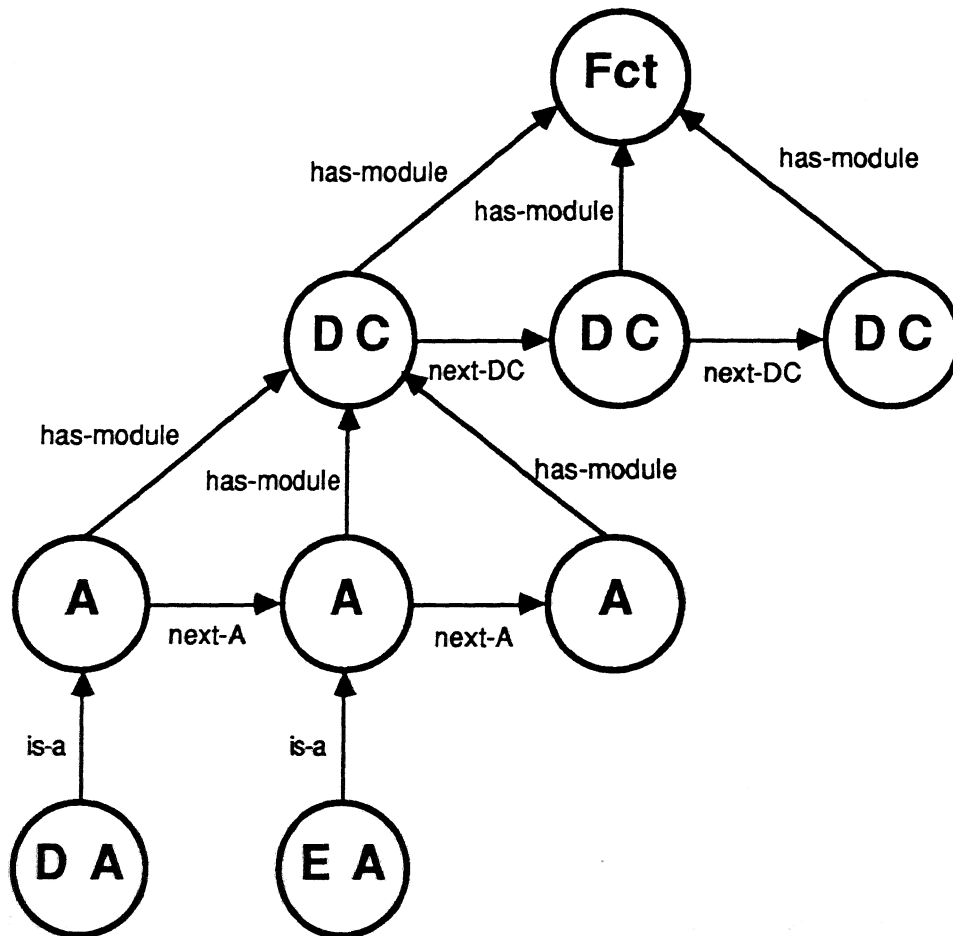 Fct
has-module
has-module
has-module
D C
D C
D C
next-DC
next-DC
has-module
has-module
has-module
A
A
A
next-A
next-A
is-a
is-a
D A
E A